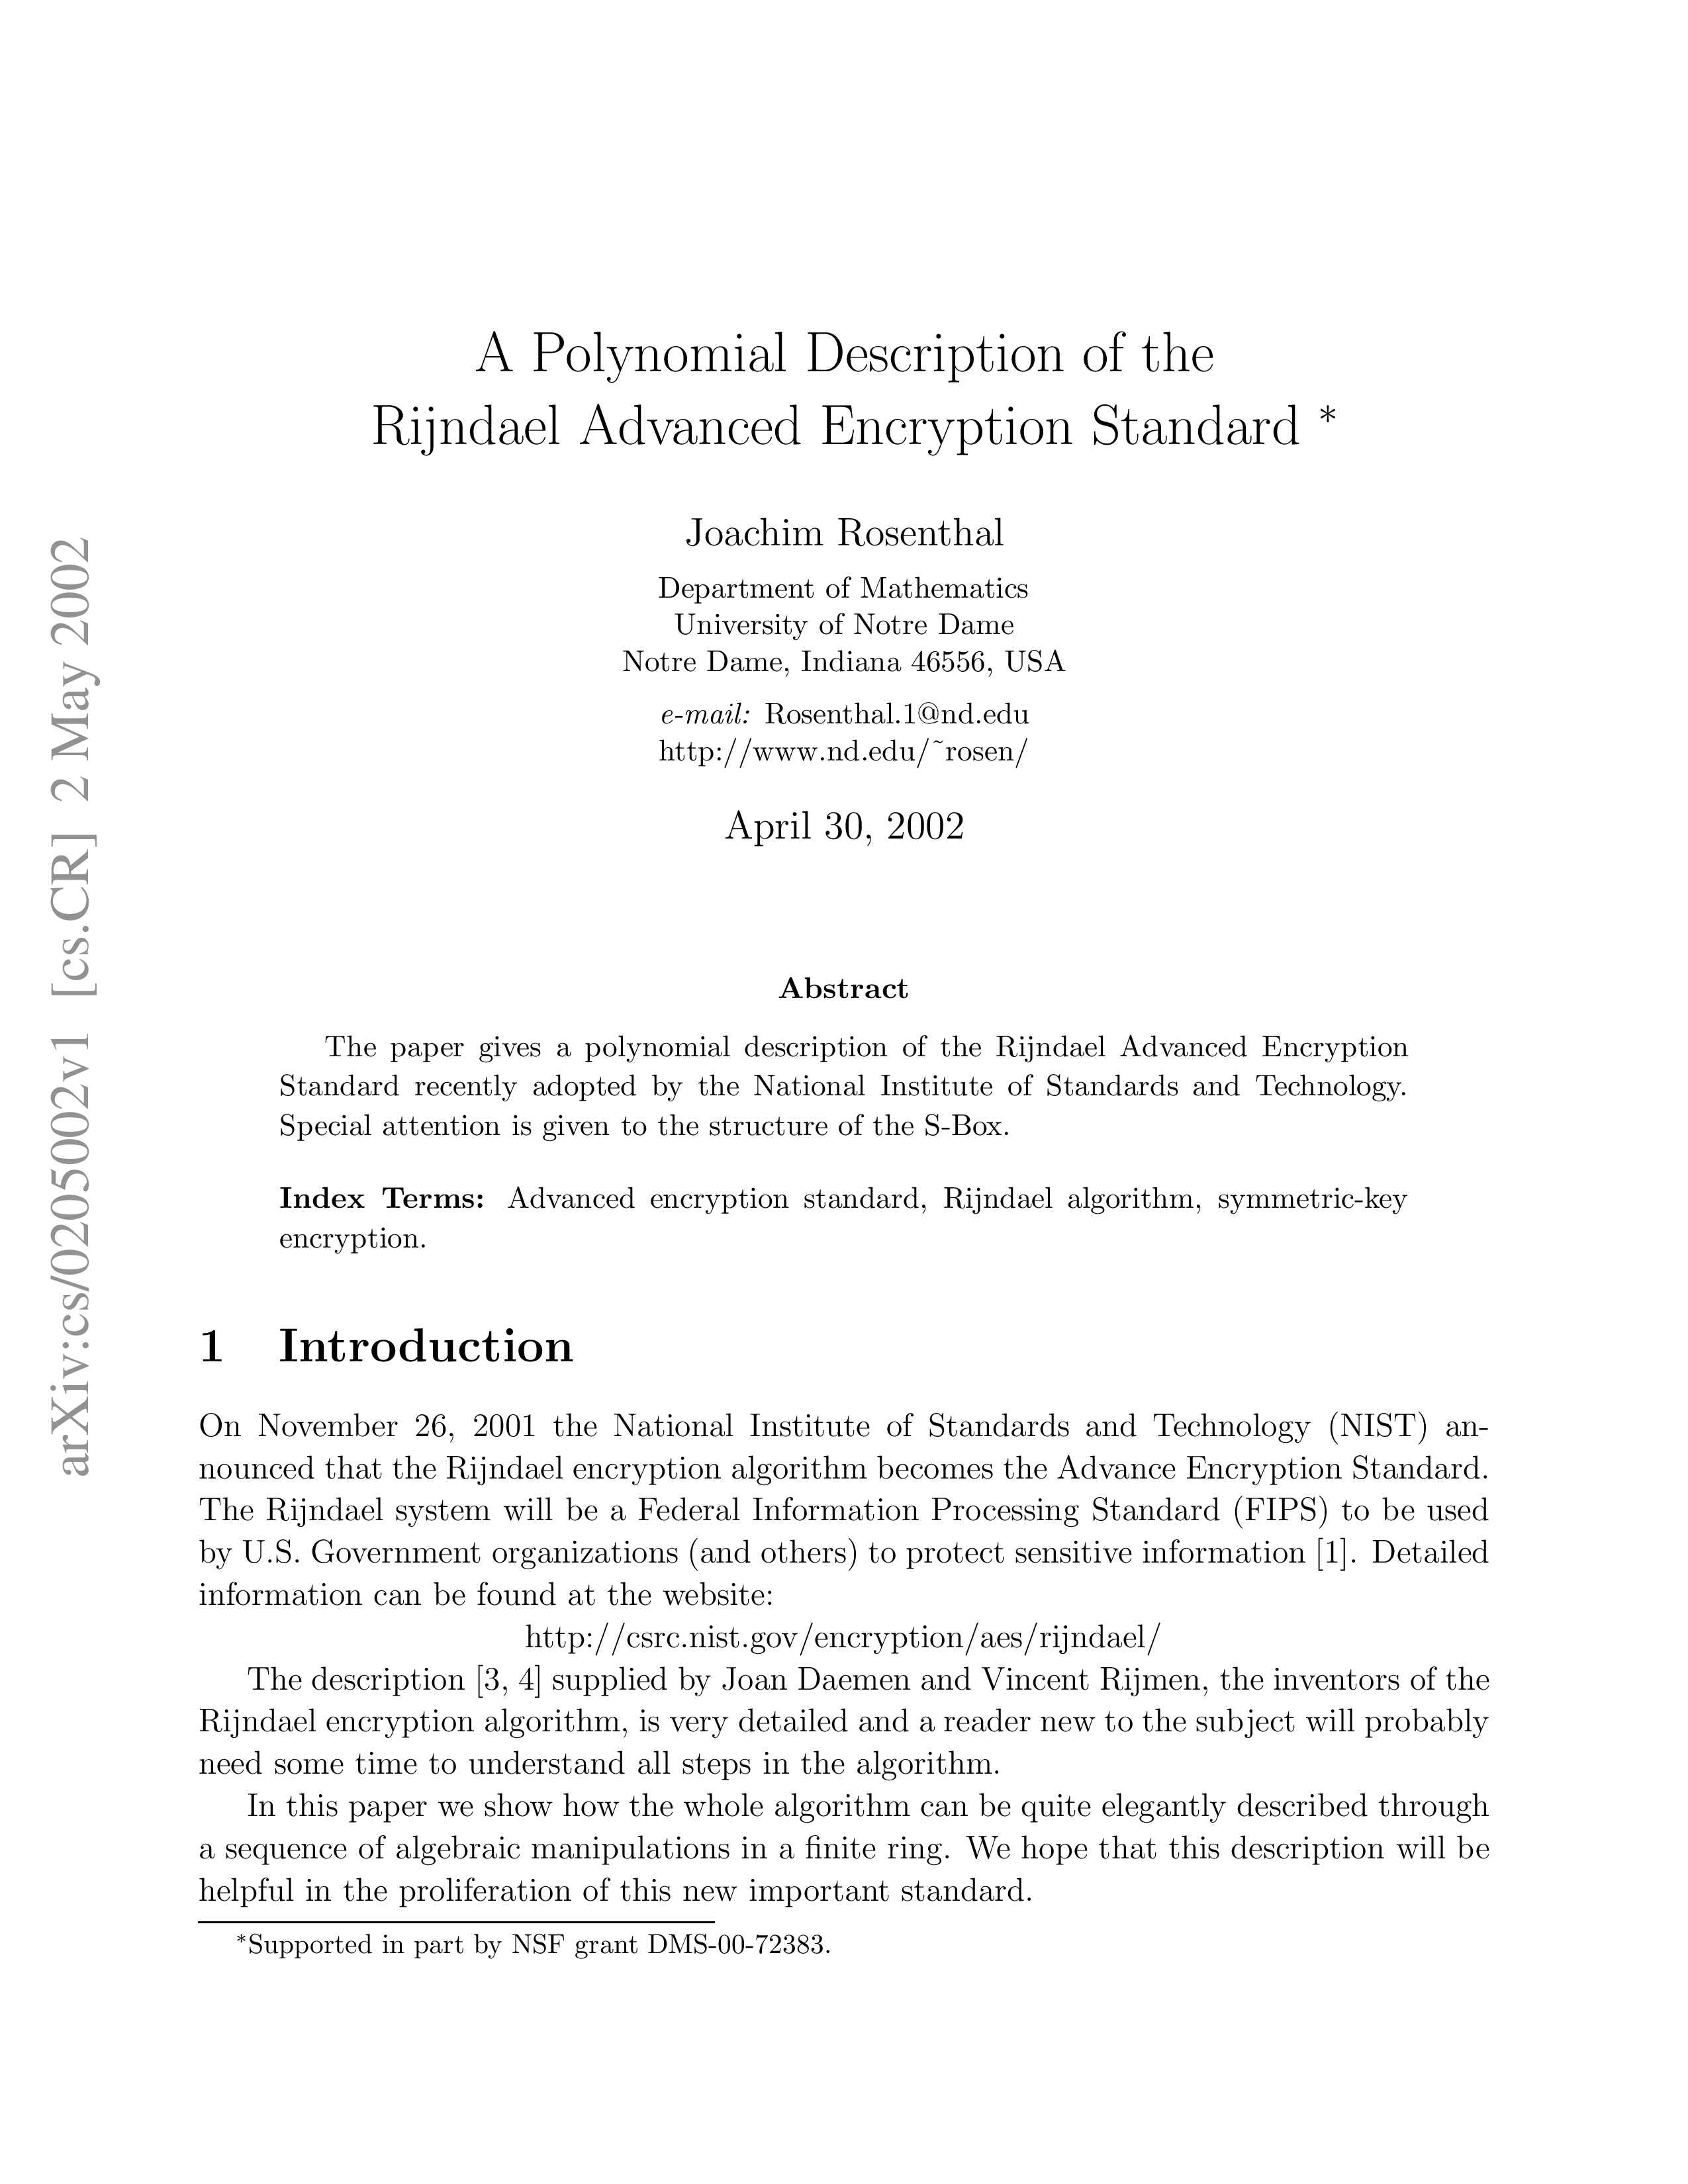 A Polynomial Description of the
Rijndael Advanced Encryption Standard *
Joachim Rosenthal
Department of Mathematics
University of Notre Dame
Notre Dame, Indiana 46556, USA
e-mail: Rosenthal.1@nd.edu
http://www.nd.edu/~rosen/
April 30, 2002
arXiv:cs/0205002v1 [cs.CR] 2 May 2002
Abstract
The paper gives a polynomial description of the Rijndael Advanced Encryption
Standard recently adopted by the National Institute of Standards and Technology.
Special attention is given to the structure of the S-Box.
Index Terms: Advanced encryption standard, Rijndael algorithm, symmetric-key
encryption.
1 Introduction
On November 26, 2001 the National Institute of Standards and Technology (NIST) an-
nounced that the Rijndael encryption algorithm becomes the Advance Encryption Standard.
The Rijndael system will be a Federal Information Processing Standard (FIPS) to be used
by U.S. Government organizations (and others) to protect sensitive information [1]. Detailed
information can be found at the website:
http://csrc.nist.gov/encryption/aes/rijndael/
The description [3, 4] supplied by Joan Daemen and Vincent Rijmen, the inventors of the
Rijndael encryption algorithm, is very detailed and a reader new to the subject will probably
need some time to understand all steps in the algorithm.
In this paper we show how the whole algorithm can be quite elegantly described through
a sequence of algebraic manipulations in a finite ring. We hope that this description will be
helpful in the proliferation of this new important standard.
*Supported in part by NSF grant DMS-00-72383.